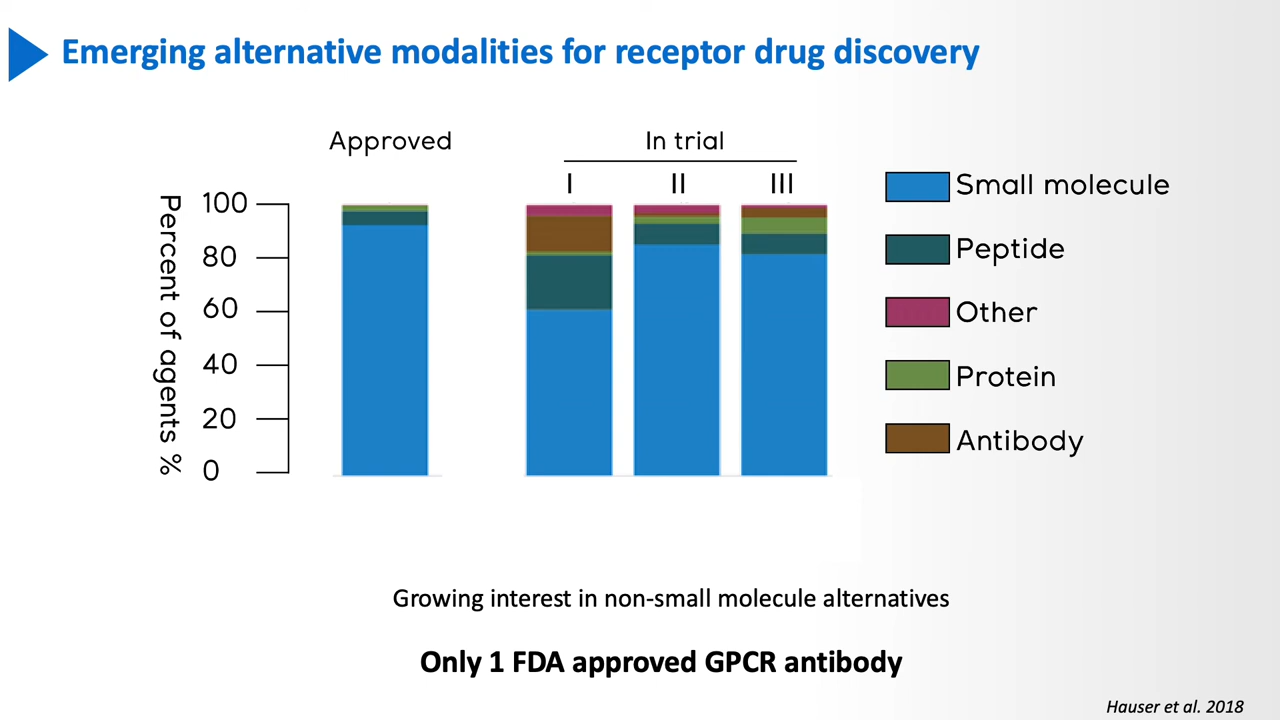 Emerging alternative modalities for receptor drug discovery
Approved
In trial
I II III
Percent of agents %
100
80
60
40
20
0
Small molecule
Peptide
Other
Protein
Antibody
Growing interest in non-small molecule alternatives
Only 1 FDA approved GPCR antibody
Hauser et al. 2018